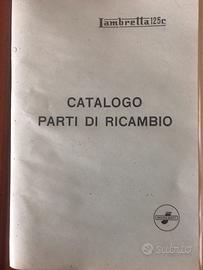 Lambretta 125c
CATALOGO
PARTI DI RICAMBIO
subito